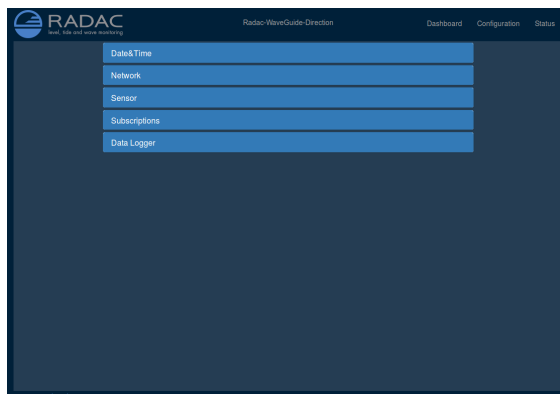 RADAC
level, tide and wave monitoring
Radac-WaveGuide-Direction
Dashboard Configuration Status
Date&Time
Network
Sensor
Subscriptions
Data Logger